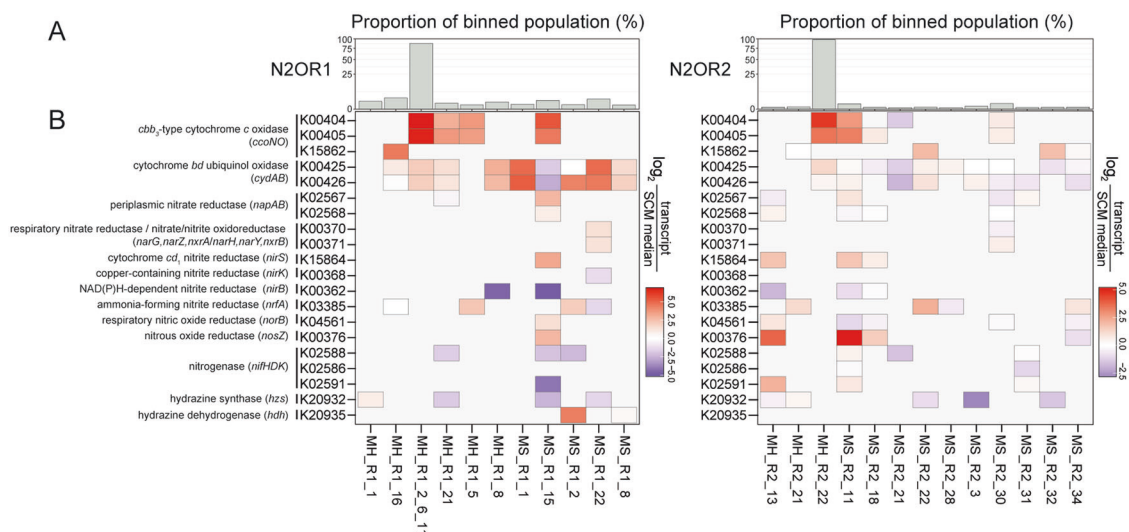 A
Proportion of binned population (%)
N2OR1
100
75
50
25
0
Proportion of binned population (%)
N2OR2
100
75
50
25
0
B
cbb3-type cytochrome c oxidase
(ccoNO)
cytochrome bd ubiquinol oxidase
(cydAB)
periplasmic nitrate reductase (napAB)
respiratory nitrate reductase / nitrate/nitrite oxidoreductase
(narG,narZ,nxrA/narH,narY,nxrB)
cytochrome cd1 nitrite reductase (nirS)
copper-containing nitrite reductase (nirK)
NAD(P)H-dependent nitrite reductase (nirB)
ammonia-forming nitrite reductase (nrfA)
respiratory nitric oxide reductase (norB)
nitrous oxide reductase (nosZ)
nitrogenase (nifHDK)
hydrazine synthase (hzs)
hydrazine dehydrogenase (hdh)
K00404
K00405
K15862
K00425
K00426
K02567
K02568
K00370
K00371
K15864
K00368
K00362
K03385
K04561
K00376
K02588
K02586
K02591
K20932
K20935
MH_R1_1
MH_R1_16
MH_R1_2_6_1
MH_R1_21
MH_R1_5
MH_R1_8
MS_R1_1
MS_R1_15
MS_R1_2
MS_R1_22
MS_R1_8
log2 transcript
SCM median
5.0
2.5
0.0
−2.5
−5.0
K00404
K00405
K15862
K00425
K00426
K02567
K02568
K00370
K00371
K15864
K00368
K00362
K03385
K04561
K00376
K02588
K02586
K02591
K20932
K20935
MH_R2_13
MH_R2_21
MH_R2_22
MS_R2_11
MS_R2_18
MS_R2_21
MS_R2_22
MS_R2_28
MS_R2_3
MS_R2_30
MS_R2_31
MS_R2_32
MS_R2_34
log2 transcript
SCM median
5.0
2.5
0.0
−2.5